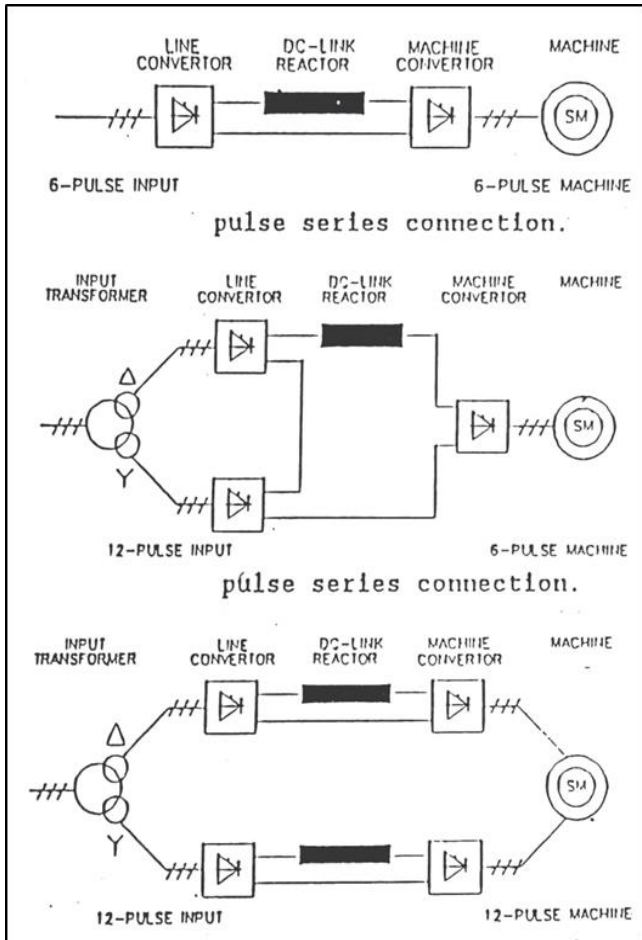 LINE CONVERTOR
DC-LINK REACTOR
MACHINE CONVERTOR
MACHINE
SM
6-PULSE INPUT
6-PULSE MACHINE
pulse series connection.
INPUT TRANSFORMER
LINE CONVERTOR
DC-LINK REACTOR
MACHINE CONVERTOR
MACHINE
Δ
Y
SM
12-PULSE INPUT
6-PULSE MACHINE
pulse series connection.
INPUT TRANSFORMER
LINE CONVERTOR
DC-LINK REACTOR
MACHINE CONVERTOR
MACHINE
Δ
Y
SM
12-PULSE INPUT
12-PULSE MACHINE